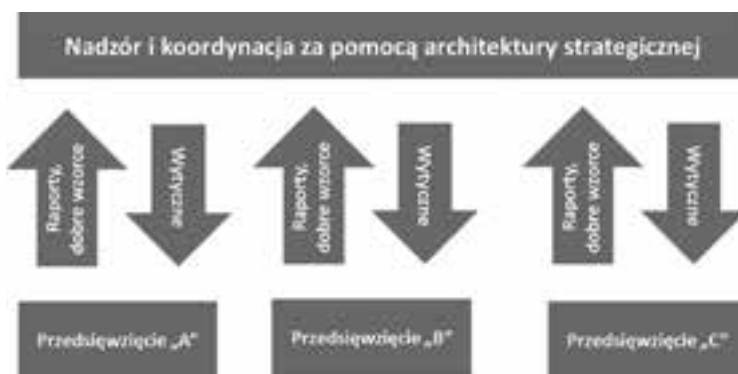 Nadzór i koordynacja za pomocą architektury strategicznej
Raporty,
dobre wzorce
Wytyczne
Raporty,
dobre wzorce
Wytyczne
Raporty,
dobre wzorce
Wytyczne
Przedsięwzięcie „A”
Przedsięwzięcie „B”
Przedsięwzięcie „C”